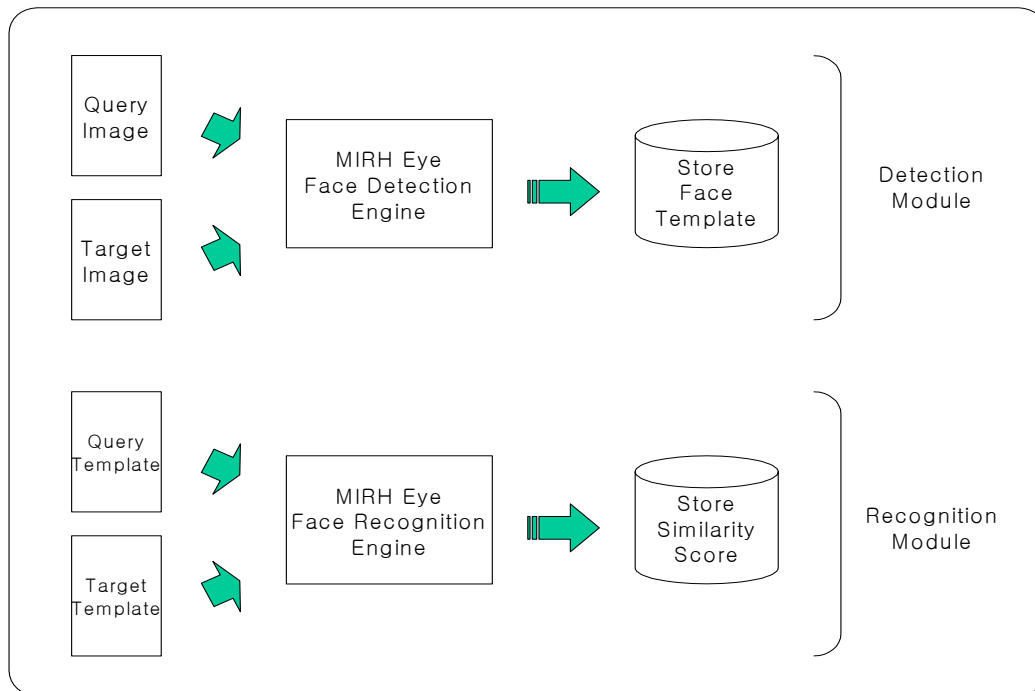 Query
Image
Target
Image
MIRH Eye
Face Detection
Engine
Store
Face
Template
Detection
Module
Query
Template
Target
Template
MIRH Eye
Face Recognition
Engine
Store
Similarity
Score
Recognition
Module